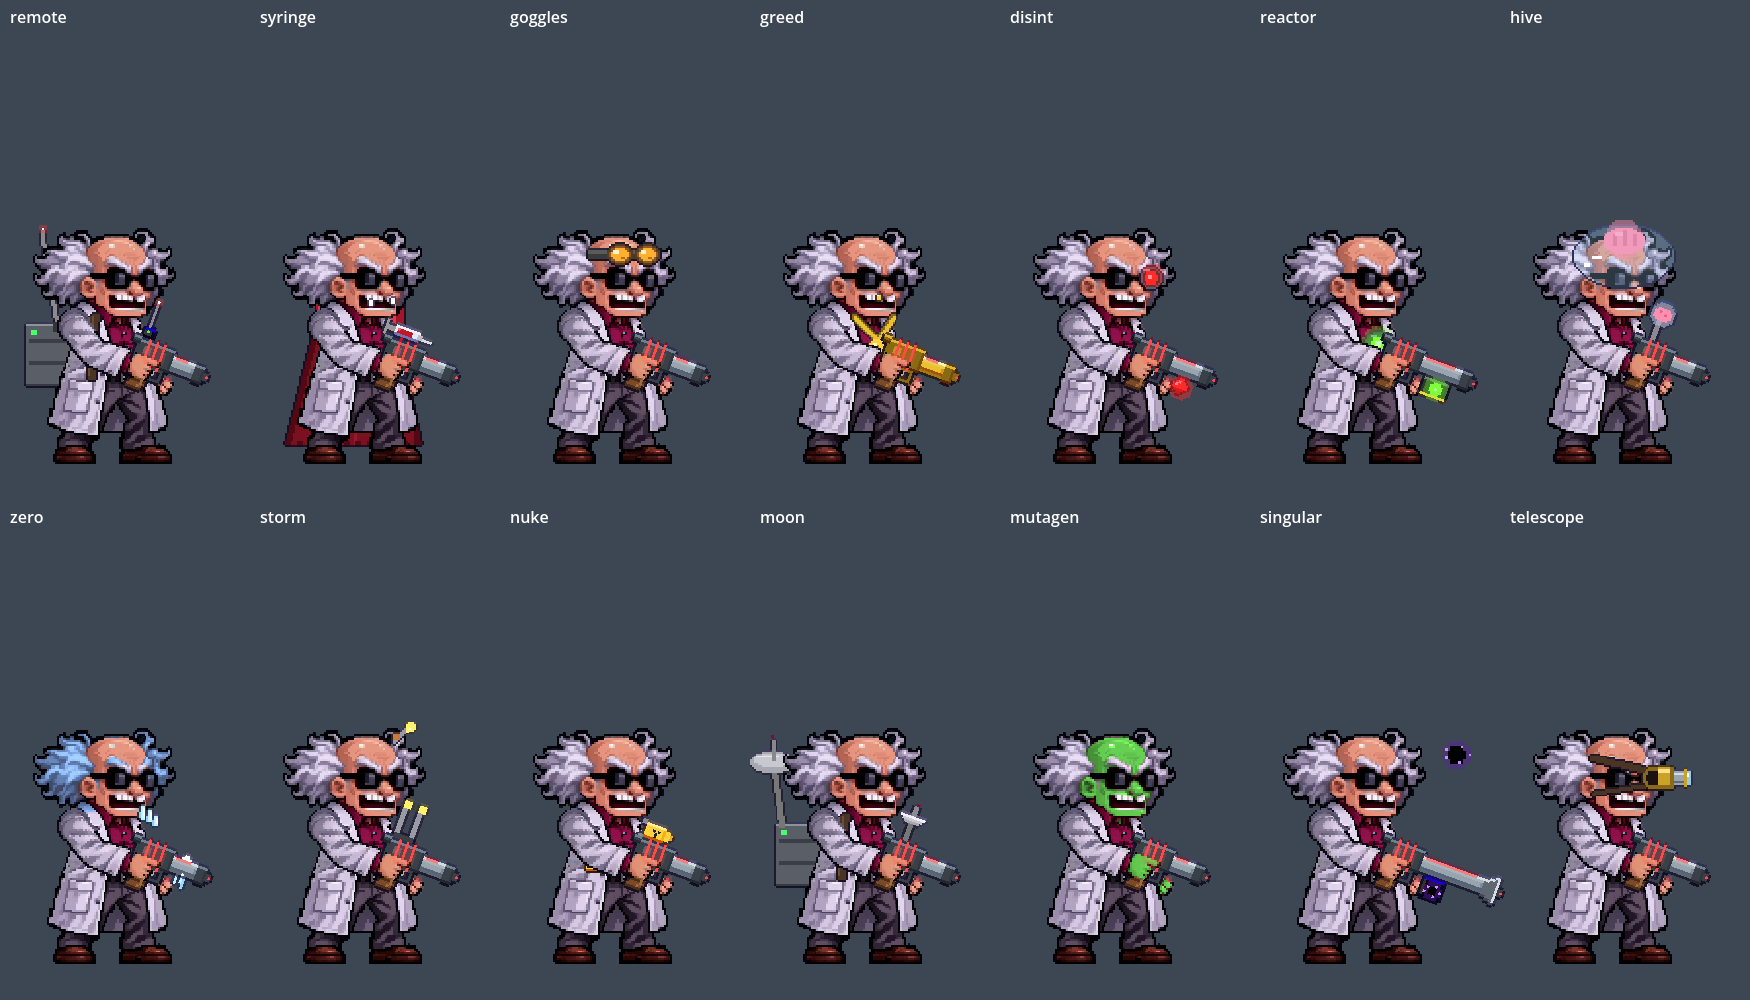 remote syringe goggles greed disint reactor hive
zero storm nuke moon mutagen singular telescope